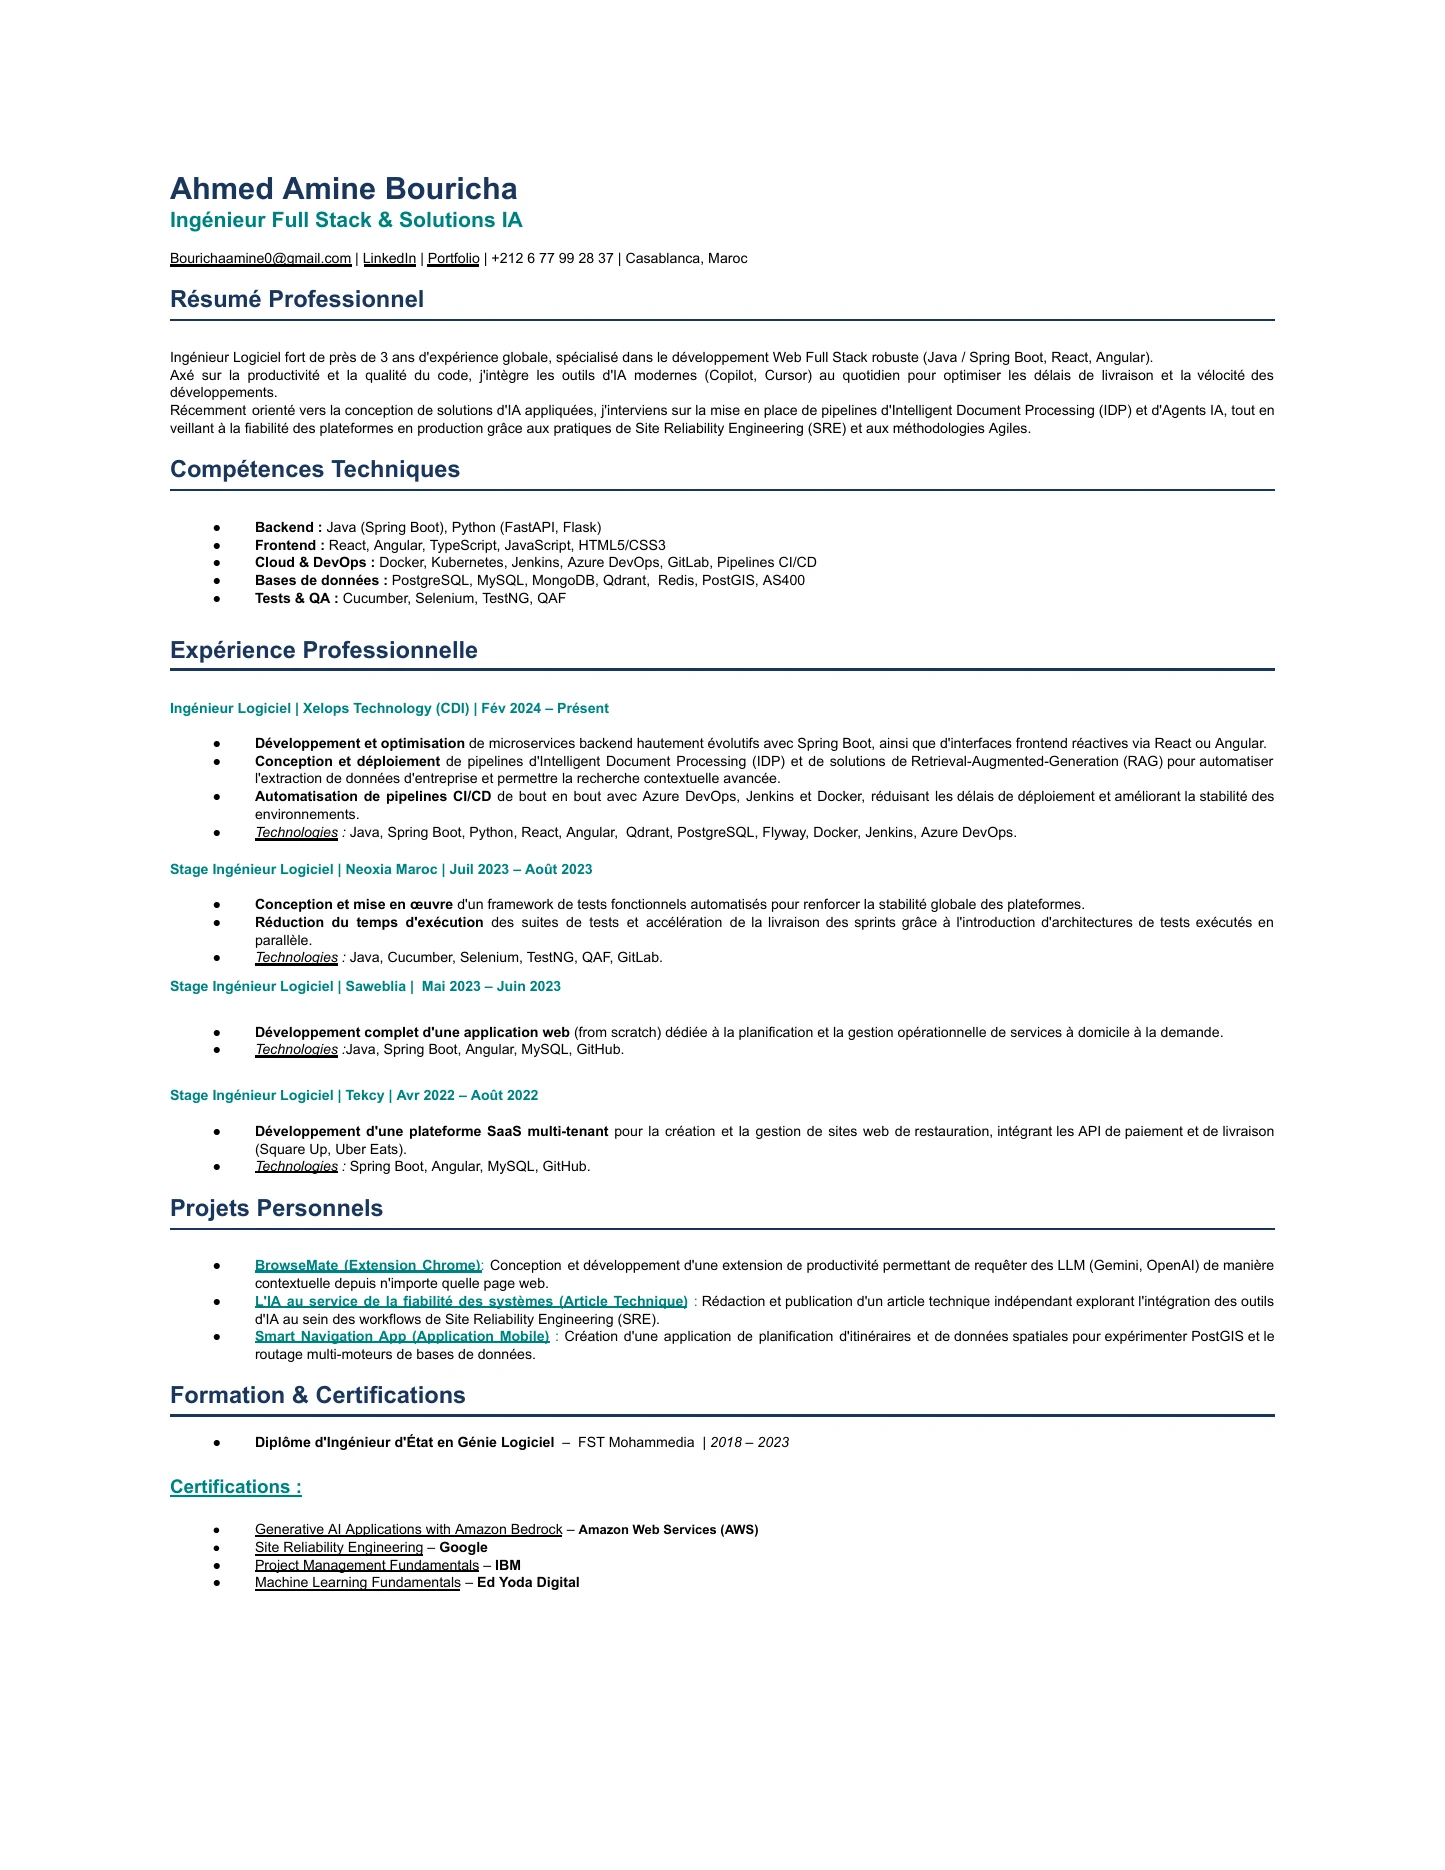 Ahmed Amine Bouricha
Ingénieur Full Stack & Solutions IA
Bourichaamine0@gmail.com | LinkedIn | Portfolio | +212 6 77 99 28 37 | Casablanca, Maroc
Résumé Professionnel
Ingénieur Logiciel fort de près de 3 ans d'expérience globale, spécialisé dans le développement Web Full Stack robuste (Java / Spring Boot, React, Angular).
Axé sur la productivité et la qualité du code, j'intègre les outils d'IA modernes (Copilot, Cursor) au quotidien pour optimiser les délais de livraison et la vélocité des
développements.
Récemment orienté vers la conception de solutions d'IA appliquées, j'interviens sur la mise en place de pipelines d'Intelligent Document Processing (IDP) et d'Agents IA, tout en
veillant à la fiabilité des plateformes en production grâce aux pratiques de Site Reliability Engineering (SRE) et aux méthodologies Agiles.
Compétences Techniques
● Backend : Java (Spring Boot), Python (FastAPI, Flask)
● Frontend : React, Angular, TypeScript, JavaScript, HTML5/CSS3
● Cloud & DevOps : Docker, Kubernetes, Jenkins, Azure DevOps, GitLab, Pipelines CI/CD
● Bases de données : PostgreSQL, MySQL, MongoDB, Qdrant, Redis, PostGIS, AS400
● Tests & QA : Cucumber, Selenium, TestNG, QAF
Expérience Professionnelle
Ingénieur Logiciel | Xelops Technology (CDI) | Fév 2024 – Présent
● Développement et optimisation de microservices backend hautement évolutifs avec Spring Boot, ainsi que d'interfaces frontend réactives via React ou Angular.
● Conception et déploiement de pipelines d'Intelligent Document Processing (IDP) et de solutions de Retrieval-Augmented-Generation (RAG) pour automatiser
l'extraction de données d'entreprise et permettre la recherche contextuelle avancée.
● Automatisation de pipelines CI/CD de bout en bout avec Azure DevOps, Jenkins et Docker, réduisant les délais de déploiement et améliorant la stabilité des
environnements.
● Technologies : Java, Spring Boot, Python, React, Angular, Qdrant, PostgreSQL, Flyway, Docker, Jenkins, Azure DevOps.
Stage Ingénieur Logiciel | Neoxia Maroc | Juil 2023 – Août 2023
● Conception et mise en œuvre d'un framework de tests fonctionnels automatisés pour renforcer la stabilité globale des plateformes.
● Réduction du temps d'exécution des suites de tests et accélération de la livraison des sprints grâce à l'introduction d'architectures de tests exécutés en
parallèle.
● Technologies : Java, Cucumber, Selenium, TestNG, QAF, GitLab.
Stage Ingénieur Logiciel | Saweblia | Mai 2023 – Juin 2023
● Développement complet d'une application web (from scratch) dédiée à la planification et la gestion opérationnelle de services à domicile à la demande.
● Technologies :Java, Spring Boot, Angular, MySQL, GitHub.
Stage Ingénieur Logiciel | Tekcy | Avr 2022 – Août 2022
● Développement d'une plateforme SaaS multi-tenant pour la création et la gestion de sites web de restauration, intégrant les API de paiement et de livraison
(Square Up, Uber Eats).
● Technologies : Spring Boot, Angular, MySQL, GitHub.
Projets Personnels
● BrowseMate (Extension Chrome): Conception et développement d'une extension de productivité permettant de requêter des LLM (Gemini, OpenAI) de manière
contextuelle depuis n'importe quelle page web.
● L'IA au service de la fiabilité des systèmes (Article Technique) : Rédaction et publication d'un article technique indépendant explorant l'intégration des outils
d'IA au sein des workflows de Site Reliability Engineering (SRE).
● Smart Navigation App (Application Mobile) : Création d'une application de planification d'itinéraires et de données spatiales pour expérimenter PostGIS et le
routage multi-moteurs de bases de données.
Formation & Certifications
● Diplôme d'Ingénieur d'État en Génie Logiciel – FST Mohammedia | 2018 – 2023
Certifications :
● Generative AI Applications with Amazon Bedrock – Amazon Web Services (AWS)
● Site Reliability Engineering – Google
● Project Management Fundamentals – IBM
● Machine Learning Fundamentals – Ed Yoda Digital